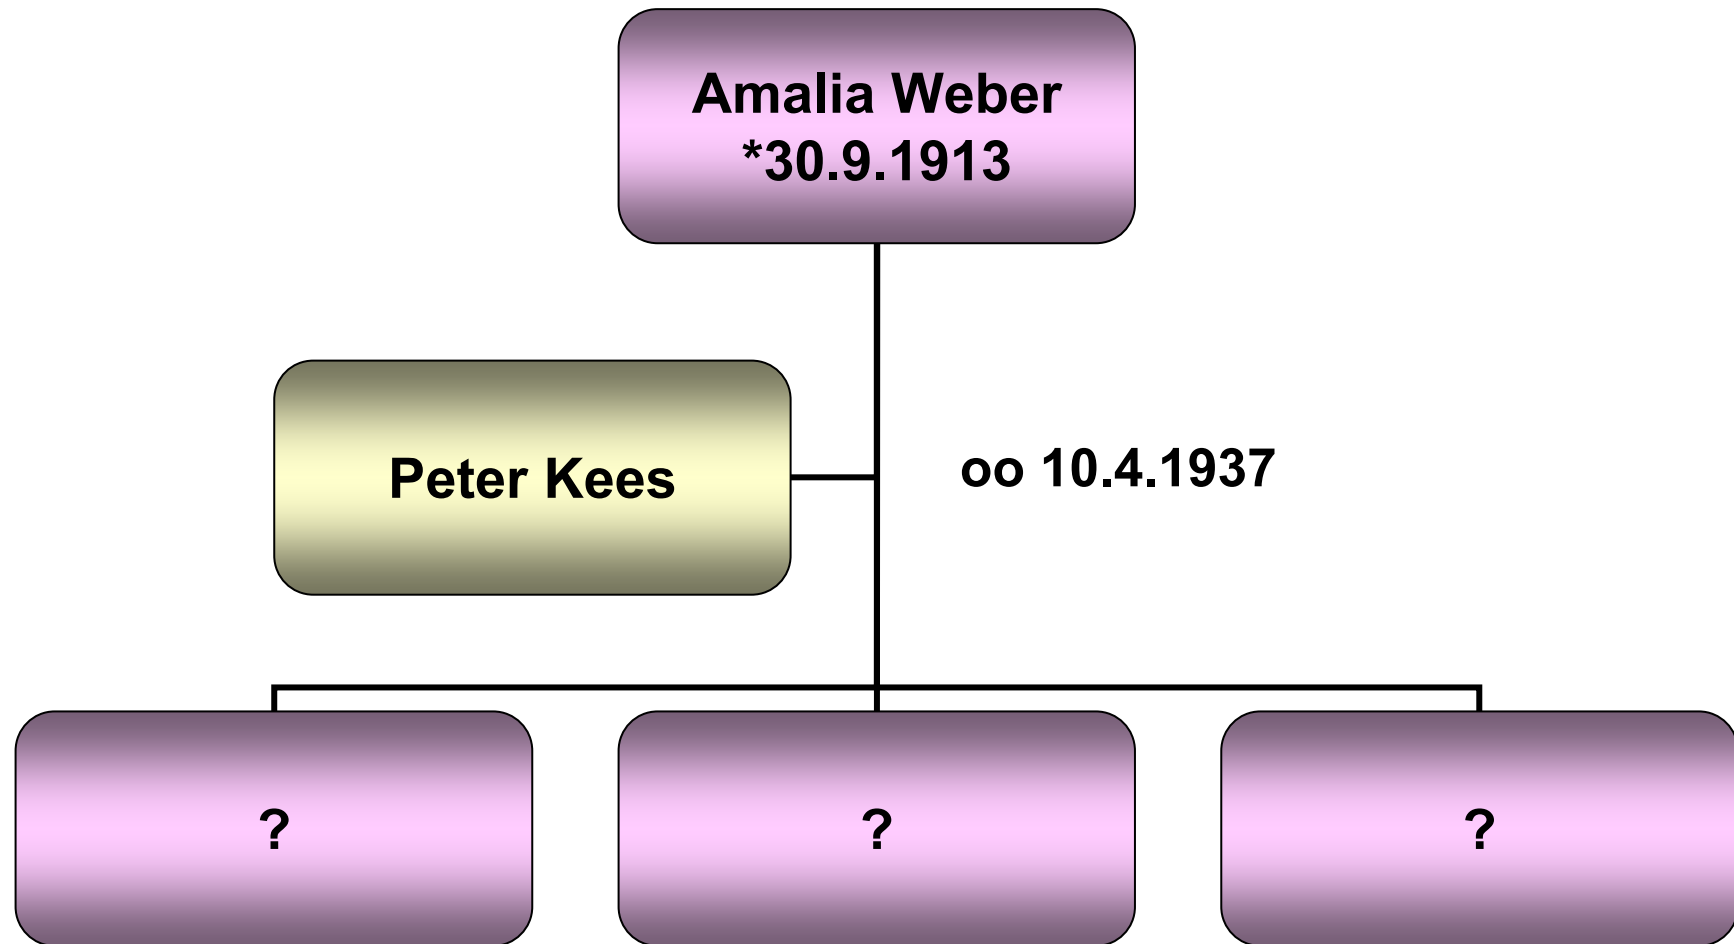 Amalia Weber
*30.9.1913
Peter Kees
oo 10.4.1937
?
?
?